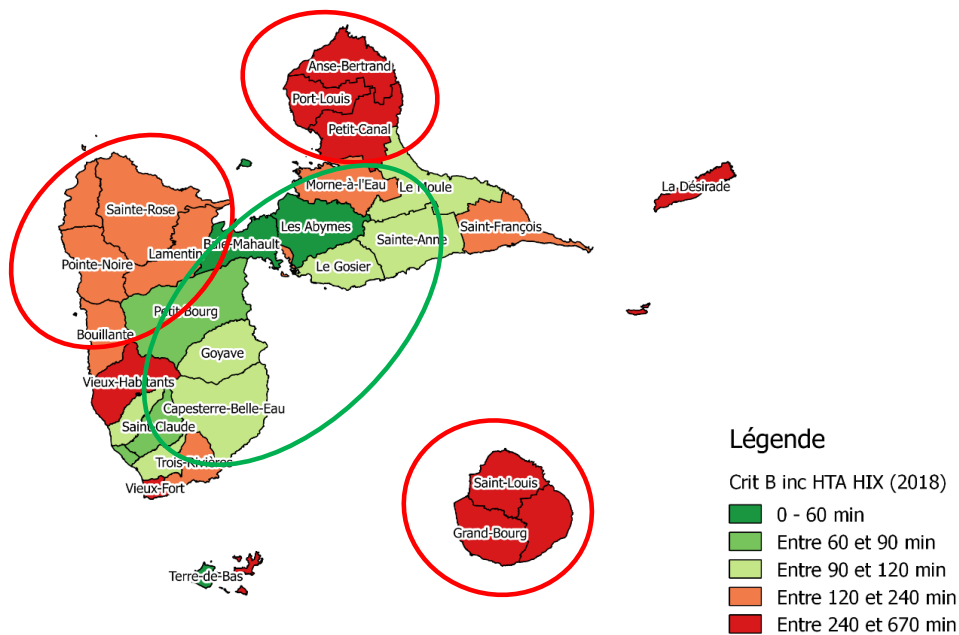 Anse-Bertrand
Port-Louis
Petit-Canal
Morne-à-l'Eau
Le Moule
La Désirade
Sainte-Rose
Les Abymes
Saint-François
Baie-Mahault
Sainte-Anne
Lamentin
Pointe-Noire
Le Gosier
Petit-Bourg
Bouillante
Goyave
Vieux-Habitants
Capesterre-Belle-Eau
Saint-Claude
Trois-Rivières
Vieux-Fort
Saint-Louis
Grand-Bourg
Terre-de-Bas
Légende
Crit B inc HTA HIX (2018)
0 - 60 min
Entre 60 et 90 min
Entre 90 et 120 min
Entre 120 et 240 min
Entre 240 et 670 min